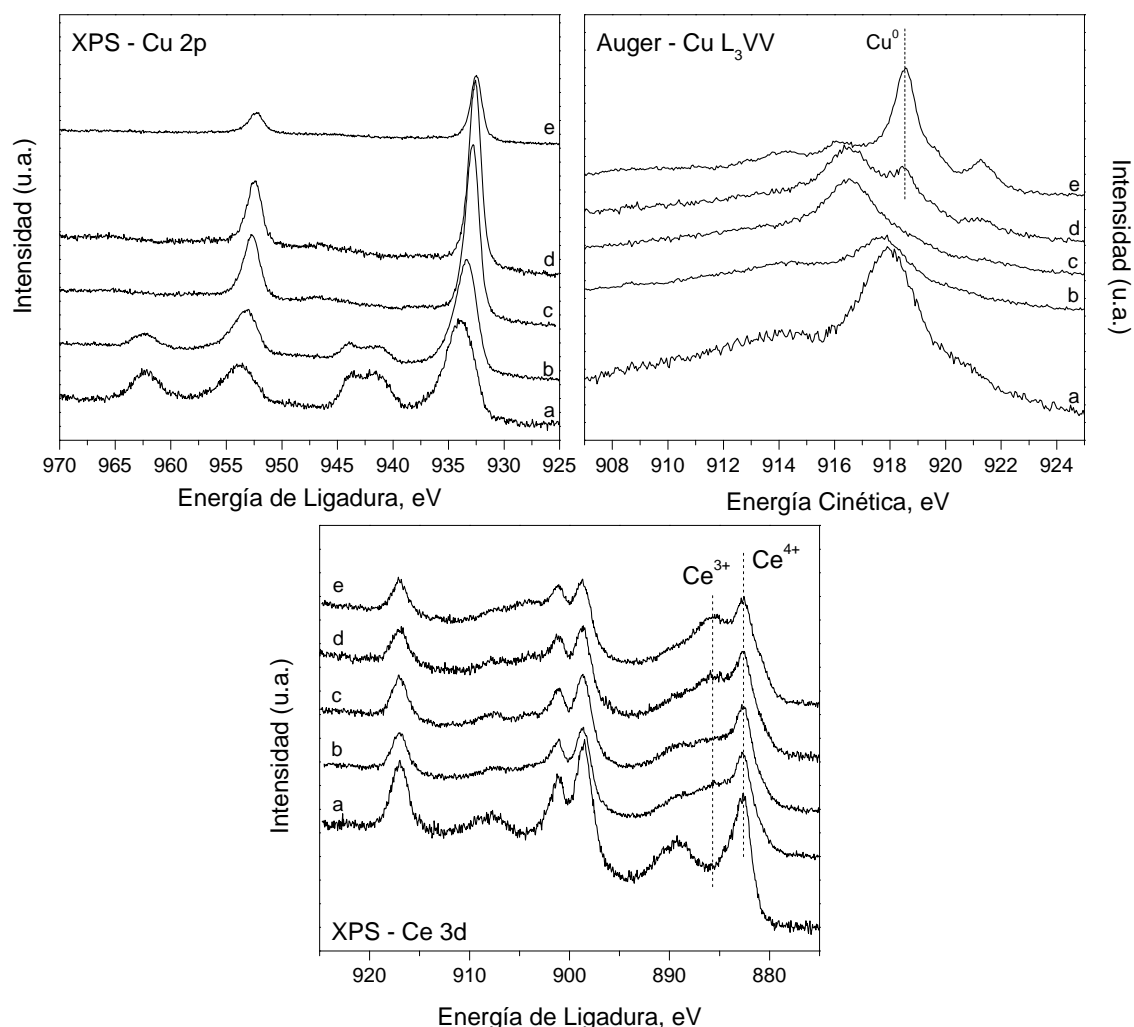 XPS - Cu 2p
e
d
c
b
a
970 965 960 955 950 945 940 935 930 925
Energía de Ligadura, eV
Intensidad (u.a.)
Auger - Cu L₃VV
Cu⁰
e
d
c
b
a
908 910 912 914 916 918 920 922 924
Energía Cinética, eV
Intensidad (u.a.)
Ce³⁺
Ce⁴⁺
e
d
c
b
a
XPS - Ce 3d
920 910 900 890 880
Energía de Ligadura, eV
Intensidad (u.a.)